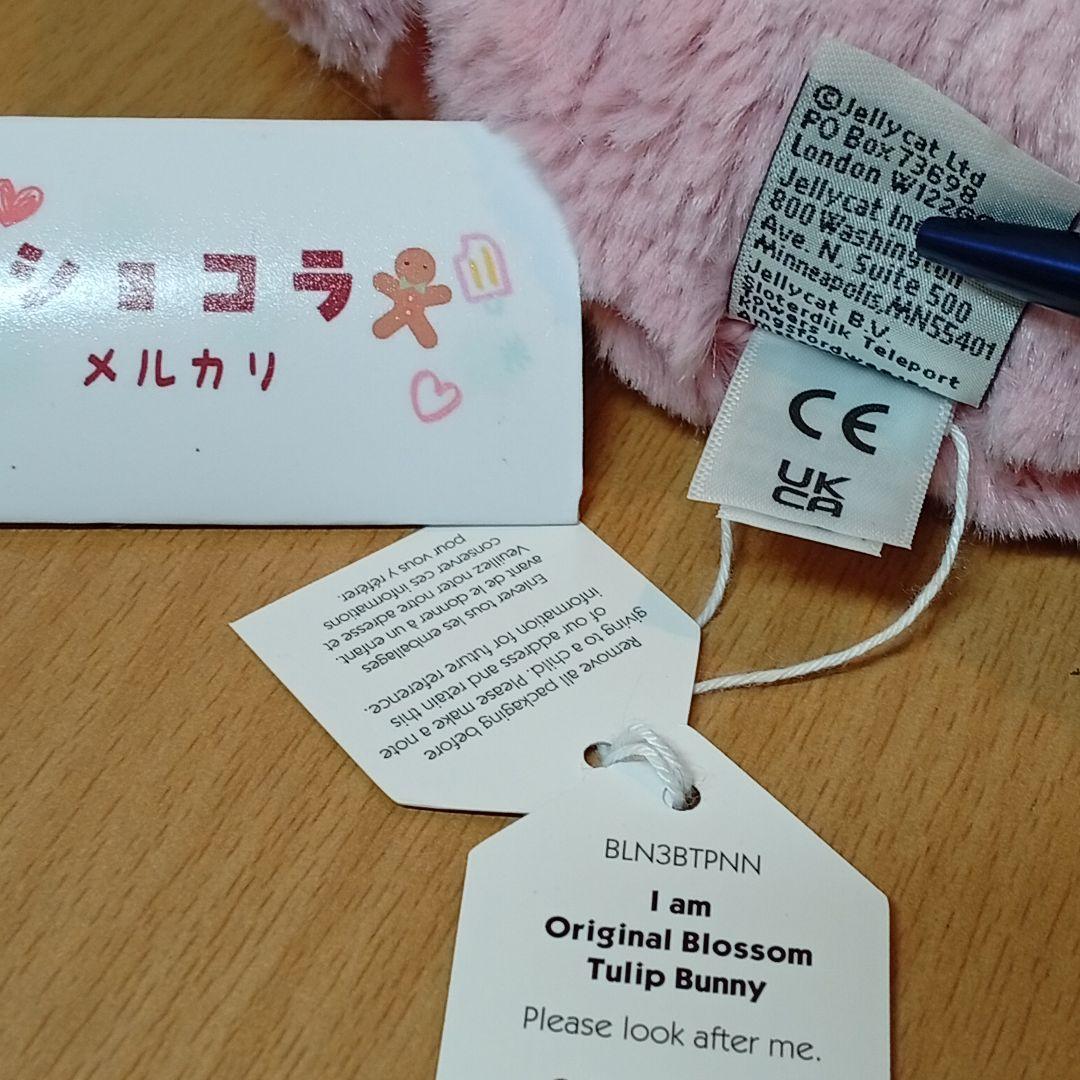 ショコラ
メルカリ
©Jellycat Ltd
PO Box 73698
London
Jellycat
800 Washington
Ave. N. Suite 500
Minneapolis, MN55401
Jellycat B.V.
Sloterdijk Teleport
CE
UK
CA
Remove all packaging before
giving to a child. Please make a note
of our address and retain this
information for future reference.
Enlever tous les emballages
avant de le donner à un enfant.
Veuillez noter notre adresse et
conserver ces informations
pour vous y référer.
BLN3BTPNN
I am
Original Blossom
Tulip Bunny
Please look after me.